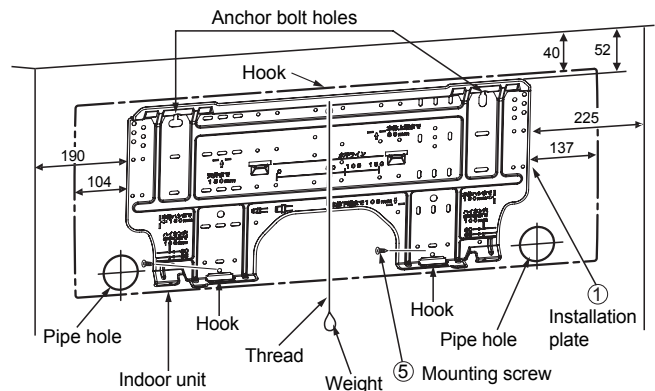 Anchor bolt holes
40
52
Hook
225
190
137
104
Pipe hole
Hook
Hook
① Installation
plate
Pipe hole
Thread
Indoor unit
Weight
⑤ Mounting screw